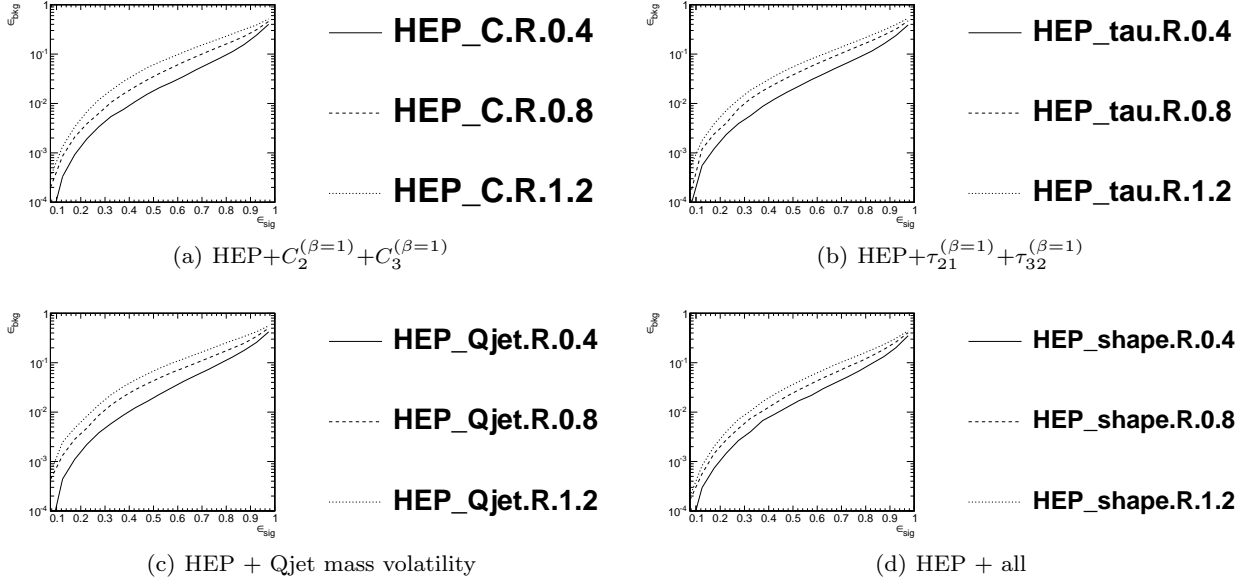 ϵbkg
1
10^-1
10^-2
10^-3
10^-4
0.1 0.2 0.3 0.4 0.5 0.6 0.7 0.8 0.9 1
ϵsig
HEP_C.R.0.4
HEP_C.R.0.8
HEP_C.R.1.2
(a) HEP+C_2^(β=1)+C_3^(β=1)
ϵbkg
1
10^-1
10^-2
10^-3
10^-4
0.1 0.2 0.3 0.4 0.5 0.6 0.7 0.8 0.9 1
ϵsig
HEP_tau.R.0.4
HEP_tau.R.0.8
HEP_tau.R.1.2
(b) HEP+τ_21^(β=1)+τ_32^(β=1)
ϵbkg
1
10^-1
10^-2
10^-3
10^-4
0.1 0.2 0.3 0.4 0.5 0.6 0.7 0.8 0.9 1
ϵsig
HEP_Qjet.R.0.4
HEP_Qjet.R.0.8
HEP_Qjet.R.1.2
(c) HEP + Qjet mass volatility
ϵbkg
1
10^-1
10^-2
10^-3
10^-4
0.1 0.2 0.3 0.4 0.5 0.6 0.7 0.8 0.9 1
ϵsig
HEP_shape.R.0.4
HEP_shape.R.0.8
HEP_shape.R.1.2
(d) HEP + all